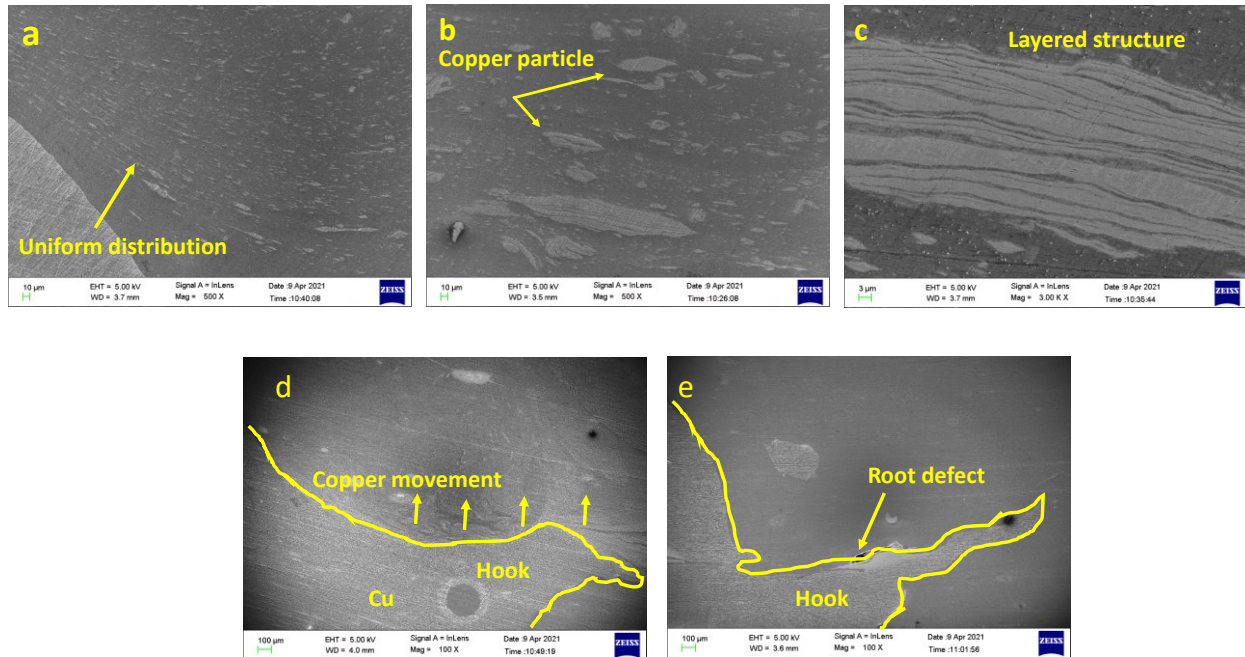 a
Uniform distribution
10 µm
EHT = 5.00 kV
WD = 3.7 mm
Signal A = InLens
Mag = 500 X
Date :9 Apr 2021
Time :10:40:08
ZEISS
b
Copper particle
10 µm
EHT = 5.00 kV
WD = 3.5 mm
Signal A = InLens
Mag = 500 X
Date :9 Apr 2021
Time :10:26:08
ZEISS
c
Layered structure
3 µm
EHT = 5.00 kV
WD = 3.7 mm
Signal A = InLens
Mag = 3.00 K X
Date :9 Apr 2021
Time :10:35:44
ZEISS
d
Copper movement
Hook
Cu
100 µm
EHT = 5.00 kV
WD = 4.0 mm
Signal A = InLens
Mag = 100 X
Date :9 Apr 2021
Time :10:49:19
ZEISS
e
Root defect
Hook
100 µm
EHT = 5.00 kV
WD = 3.6 mm
Signal A = InLens
Mag = 100 X
Date :9 Apr 2021
Time :11:01:56
ZEISS